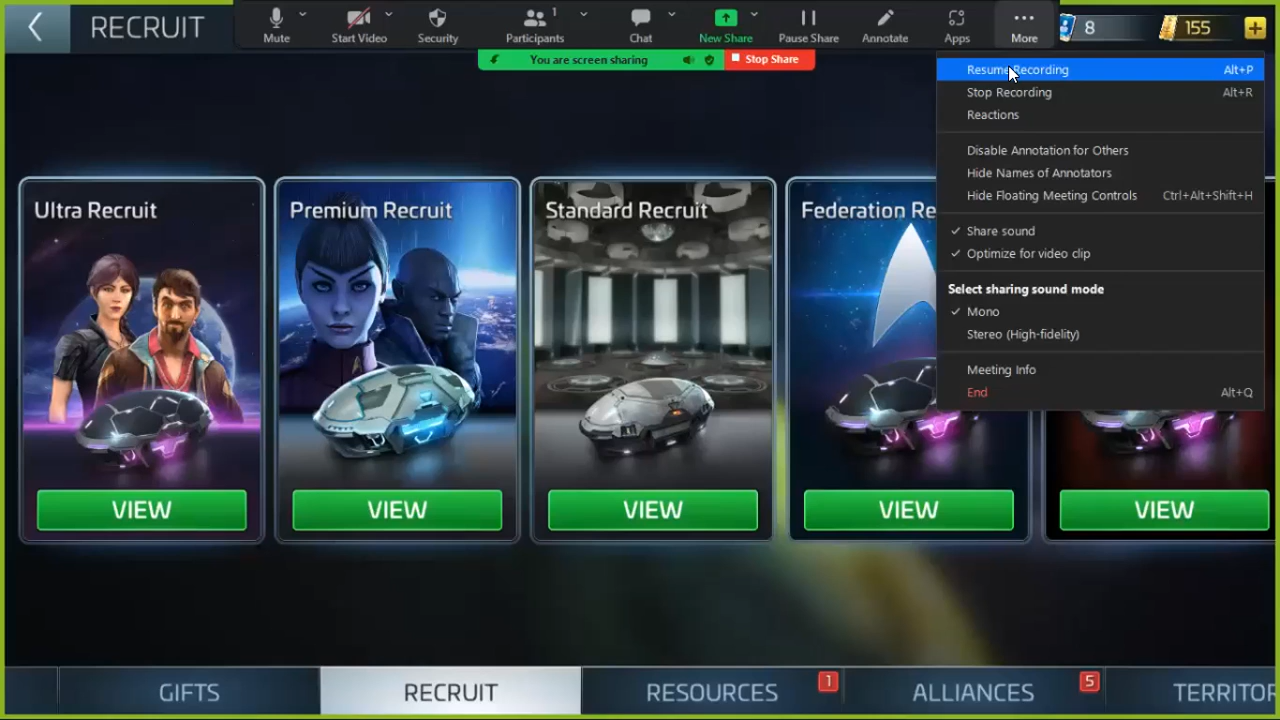 RECRUIT
Mute
Start Video
Security
1
Participants
Chat
New Share
Pause Share
Annotate
Apps
More
8
155
You are screen sharing
Stop Share
Resume Recording Alt+P
Stop Recording Alt+R
Reactions
Disable Annotation for Others
Hide Names of Annotators
Hide Floating Meeting Controls Ctrl+Alt+Shift+H
Share sound
Optimize for video clip
Select sharing sound mode
Mono
Stereo (High-fidelity)
Meeting Info
End Alt+Q
Ultra Recruit
Premium Recruit
Standard Recruit
Federation Re
VIEW
VIEW
VIEW
VIEW
VIEW
GIFTS
RECRUIT
RESOURCES
1
ALLIANCES
5
TERRITOR